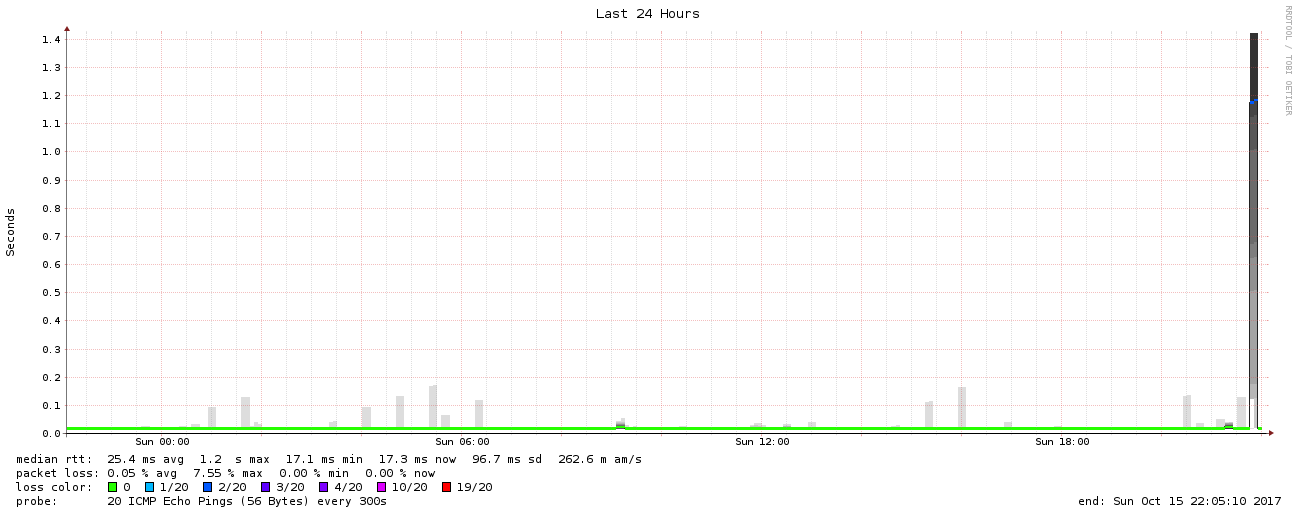 Last 24 Hours
RRDTOOL / TOBI OETIKER
Seconds
1.4
1.3
1.2
1.1
1.0
0.9
0.8
0.7
0.6
0.5
0.4
0.3
0.2
0.1
0.0
Sun 00:00 Sun 06:00 Sun 12:00 Sun 18:00
median rtt: 25.4 ms avg 1.2 s max 17.1 ms min 17.3 ms now 96.7 ms sd 262.6 m am/s
packet loss: 0.05 % avg 7.55 % max 0.00 % min 0.00 % now
loss color: 0 1/20 2/20 3/20 4/20 10/20 19/20
probe: 20 ICMP Echo Pings (56 Bytes) every 300s end: Sun Oct 15 22:05:10 2017